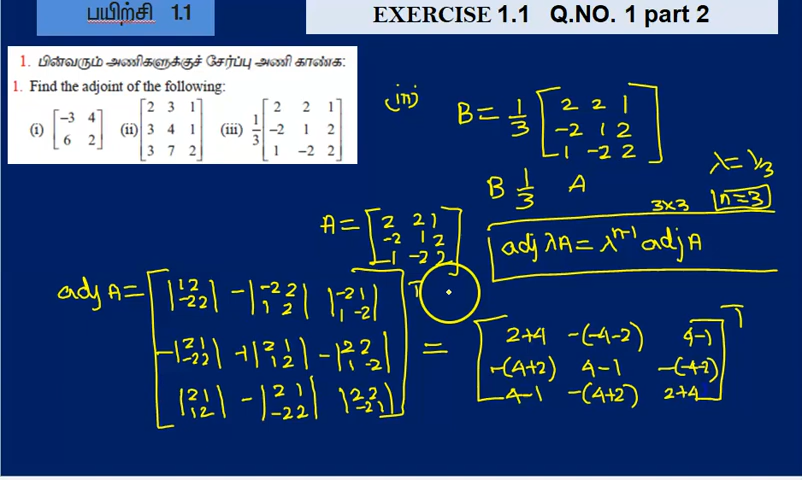 பயிற்சி 1.1
EXERCISE 1.1 Q.NO. 1 part 2
1. பின்வரும் அணிகளுக்குச் சேர்ப்பு அணி காண்க:
1. Find the adjoint of the following:
(i) [-3 4
6 2]
(ii) [2 3 1
3 4 1
3 7 2]
(iii) 1/3 [2 2 1
-2 1 2
1 -2 2]
(iii)
B = 1/3 [2 2 1
-2 1 2
1 -2 2]
B 1/3 A
λ = 1/3
3×3 n=3
A = [2 2 1
-2 1 2
1 -2 2]
adj λA = λ^(n-1) adj A
adj A = [|1 2
-2 2| -|-2 2
1 2| |-2 1
1 -2|
-|2 1
-2 2| +|2 1
1 2| -|2 2
1 -2|
|2 1
1 2| -|2 1
-2 2| |2 2
-2 1|]^T
= [2+4 -(-4-2) 4-1
-(4+2) 4-1 -(-4-2)
4-1 -(4+2) 2+4]^T